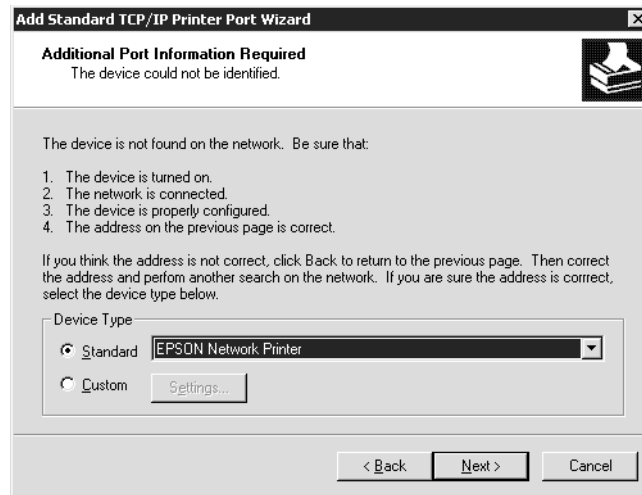 Add Standard TCP/IP Printer Port Wizard
Additional Port Information Required
The device could not be identified.
The device is not found on the network.  Be sure that:
1.  The device is turned on.
2.  The network is connected.
3.  The device is properly configured.
4.  The address on the previous page is correct.
If you think the address is not correct, click Back to return to the previous page.  Then correct
the address and perfom another search on the network.  If you are sure the address is corrrect,
select the device type below.
Device Type
Standard EPSON Network Printer
Custom Settings...
< Back Next > Cancel